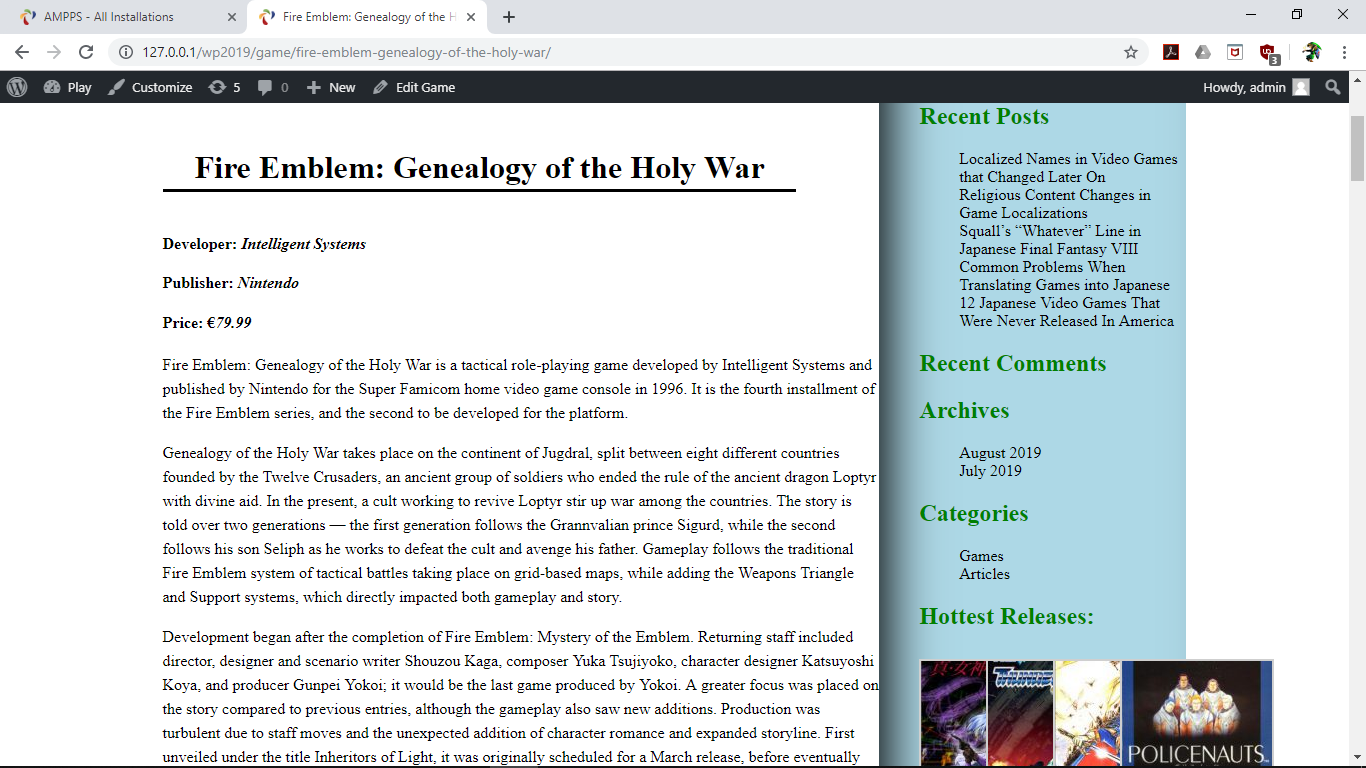 AMPPS - All Installations
Fire Emblem: Genealogy of the H
127.0.0.1/wp2019/game/fire-emblem-genealogy-of-the-holy-war/
3
Play
Customize
5
0
New
Edit Game
Howdy, admin
Fire Emblem: Genealogy of the Holy War
Developer: Intelligent Systems
Publisher: Nintendo
Price: €79.99
Fire Emblem: Genealogy of the Holy War is a tactical role-playing game developed by Intelligent Systems and
published by Nintendo for the Super Famicom home video game console in 1996. It is the fourth installment of
the Fire Emblem series, and the second to be developed for the platform.
Genealogy of the Holy War takes place on the continent of Jugdral, split between eight different countries
founded by the Twelve Crusaders, an ancient group of soldiers who ended the rule of the ancient dragon Loptyr
with divine aid. In the present, a cult working to revive Loptyr stir up war among the countries. The story is
told over two generations — the first generation follows the Grannvalian prince Sigurd, while the second
follows his son Seliph as he works to defeat the cult and avenge his father. Gameplay follows the traditional
Fire Emblem system of tactical battles taking place on grid-based maps, while adding the Weapons Triangle
and Support systems, which directly impacted both gameplay and story.
Development began after the completion of Fire Emblem: Mystery of the Emblem. Returning staff included
director, designer and scenario writer Shouzou Kaga, composer Yuka Tsujiyoko, character designer Katsuyoshi
Koya, and producer Gunpei Yokoi; it would be the last game produced by Yokoi. A greater focus was placed on
the story compared to previous entries, although the gameplay also saw new additions. Production was
turbulent due to staff moves and the unexpected addition of character romance and expanded storyline. First
unveiled under the title Inheritors of Light, it was originally scheduled for a March release, before eventually
Recent Posts
Localized Names in Video Games
that Changed Later On
Religious Content Changes in
Game Localizations
Squall’s “Whatever” Line in
Japanese Final Fantasy VIII
Common Problems When
Translating Games into Japanese
12 Japanese Video Games That
Were Never Released In America
Recent Comments
Archives
August 2019
July 2019
Categories
Games
Articles
Hottest Releases:
POLICENAUTS